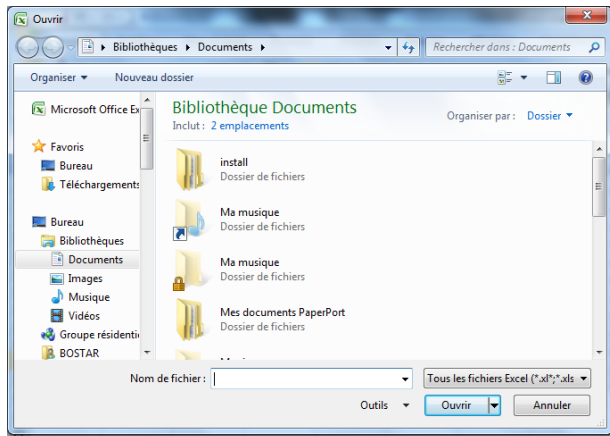 Ouvrir
Bibliothèques Documents
Rechercher dans : Documents
Organiser Nouveau dossier
Microsoft Office Ex
Favoris
Bureau
Téléchargements
Bureau
Bibliothèques
Documents
Images
Musique
Vidéos
Groupe résidenti
BOSTAR
Bibliothèque Documents
Inclut : 2 emplacements
Organiser par : Dossier
install
Dossier de fichiers
Ma musique
Dossier de fichiers
Ma musique
Dossier de fichiers
Mes documents PaperPort
Dossier de fichiers
Nom de fichier :
Tous les fichiers Excel (*.xl*;*.xls
Outils Ouvrir Annuler